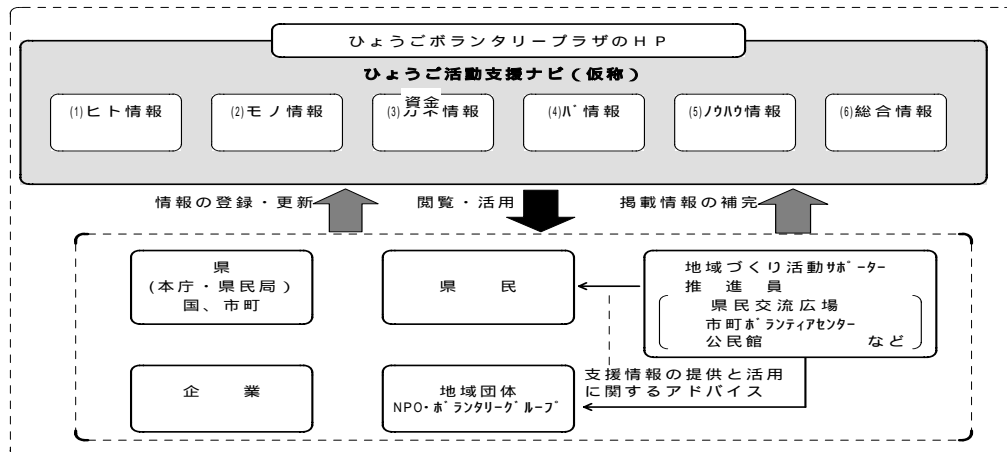 ひょうごボランタリープラザのＨＰ
ひょうご活動支援ナビ（仮称）
(1)ヒト情報
(2)モノ情報
資金
(3)カネ情報
(4)バ情報
(5)ノウハウ情報
(6)総合情報
情報の登録・更新
閲覧・活用
掲載情報の補完
県
(本庁・県民局)
国、市町
県　民
地域づくり活動サポーター
推進員
県民交流広場
市町ボランティアセンター
公民館　など
企　業
地域団体
NPO・ボランタリーグループ
支援情報の提供と活用
に関するアドバイス